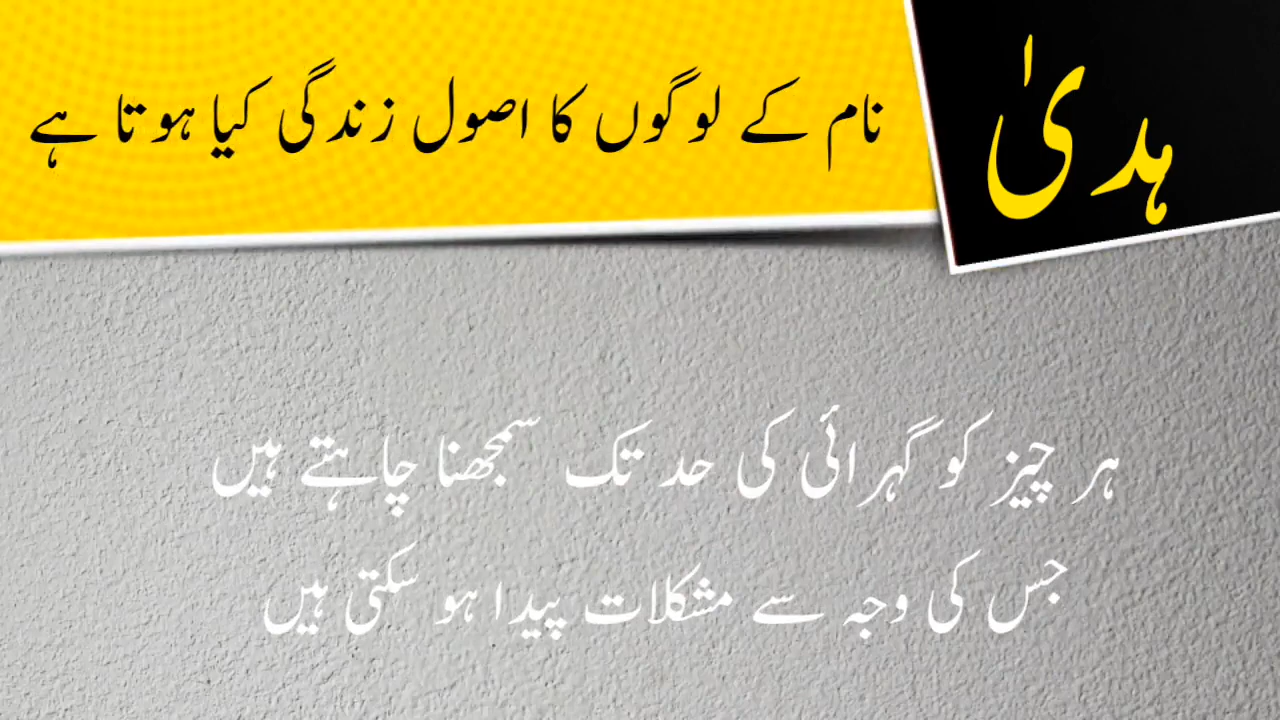 ہدیٰ
نام کے لوگوں کا اصول زندگی کیا ہوتا ہے
ہر چیز کو گہرائی کی حد تک سمجھنا چاہتے ہیں
جس کی وجہ سے مشکلات پیدا ہو سکتی ہیں